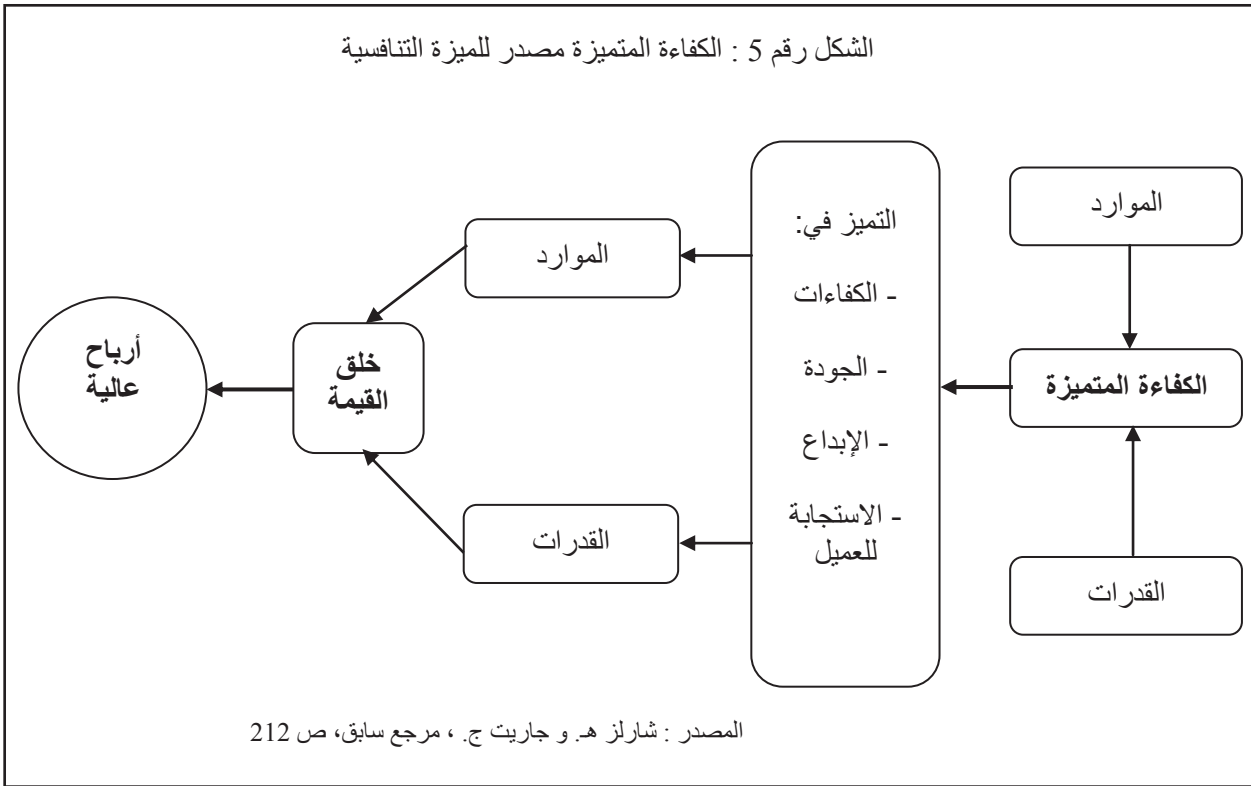 الشكل رقم 5 : الكفاءة المتميزة مصدر للميزة التنافسية
الموارد
الكفاءة المتميزة
القدرات
التميز في:
- الكفاءات
- الجودة
- الإبداع
- الاستجابة
للعميل
الموارد
القدرات
خلق
القيمة
أرباح
عالية
المصدر : شارلز هـ. و جاريت ج. ، مرجع سابق، ص 212